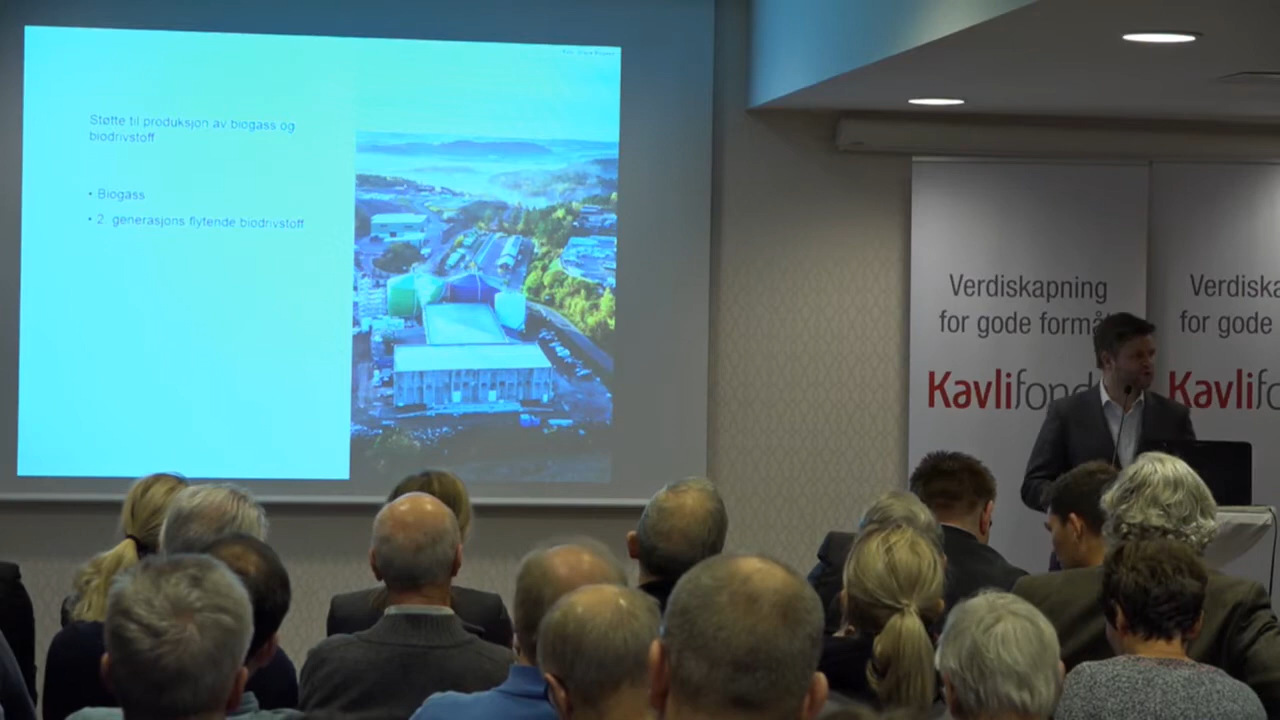 Støtte til produksjon av biogass og
biodrivstoff
• Biogass
• 2. generasjons flytende biodrivstoff
Verdiskapning
for gode formå
Kavlifond
Verdiska
for gode
Kavlifo